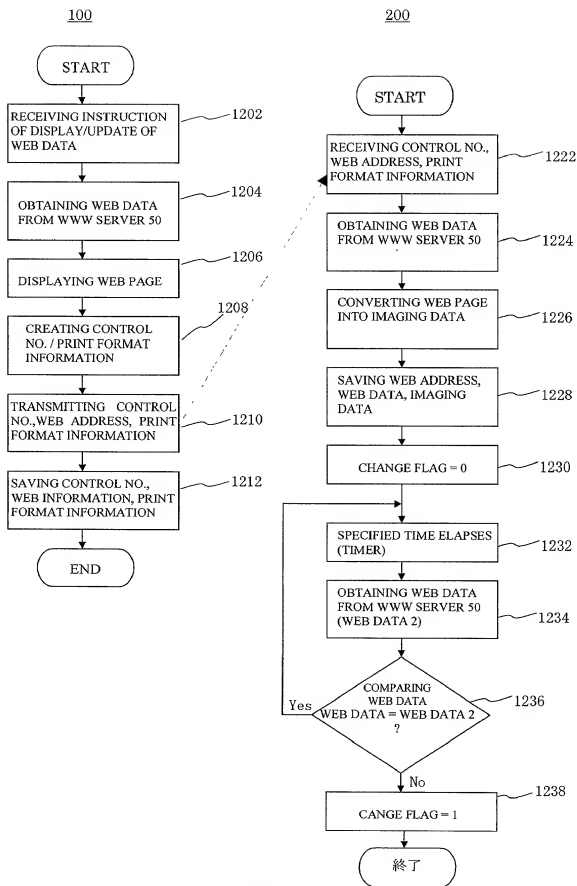 100
START
RECEIVING INSTRUCTION
OF DISPLAY/UPDATE OF
WEB DATA
1202
OBTAINING WEB DATA
FROM WWW SERVER 50
1204
DISPLAYING WEB PAGE
1206
CREATING CONTROL
NO. / PRINT FORMAT
INFORMATION
1208
TRANSMITTING CONTROL
NO.,WEB ADDRESS, PRINT
FORMAT INFORMATION
1210
SAVING CONTROL NO.,
WEB INFORMATION, PRINT
FORMAT INFORMATION
1212
END
200
START
RECEIVING CONTROL NO.,
WEB ADDRESS, PRINT
FORMAT INFORMATION
1222
OBTAINING WEB DATA
FROM WWW SERVER 50
1224
CONVERTING WEB PAGE
INTO IMAGING DATA
1226
SAVING WEB ADDRESS,
WEB DATA, IMAGING
DATA
1228
CHANGE FLAG = 0
1230
SPECIFIED TIME ELAPSES
(TIMER)
1232
OBTAINING WEB DATA
FROM WWW SERVER 50
(WEB DATA 2)
1234
COMPARING
WEB DATA
WEB DATA = WEB DATA 2
?
1236
Yes
No
CANGE FLAG = 1
1238
終了